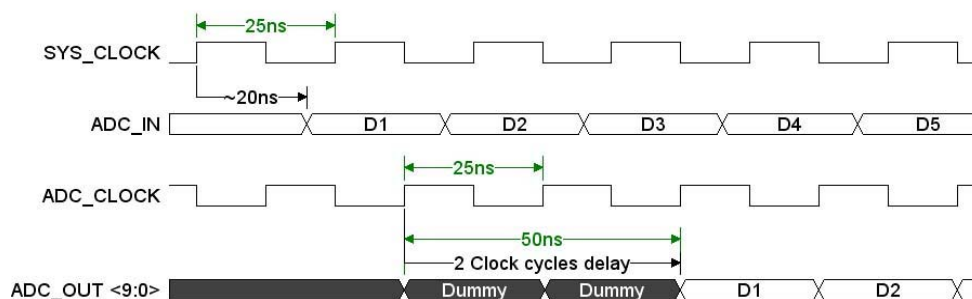 25ns
SYS_CLOCK
~20ns
ADC_IN D1 D2 D3 D4 D5
25ns
ADC_CLOCK
50ns
2 Clock cycles delay
ADC_OUT <9:0> Dummy Dummy D1 D2